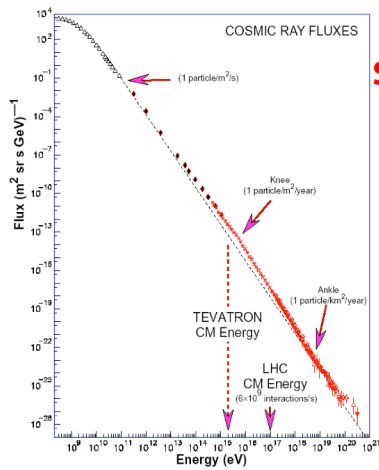 COSMIC RAY FLUXES
S
(1 particle/m²/s)
Knee
(1 particle/m²/year)
Ankle
(1 particle/km²/year)
TEVATRON
CM Energy
LHC
CM Energy
(6×10⁹ interactions/s)
Flux (m² sr s GeV)⁻¹
10⁴
10²
10⁻¹
10⁻⁴
10⁻⁷
10⁻¹⁰
10⁻¹³
10⁻¹⁶
10⁻¹⁹
10⁻²²
10⁻²⁵
10⁻²⁸
10⁹ 10¹⁰ 10¹¹ 10¹² 10¹³ 10¹⁴ 10¹⁵ 10¹⁶ 10¹⁷ 10¹⁸ 10¹⁹ 10²⁰ 10²¹
Energy (eV)